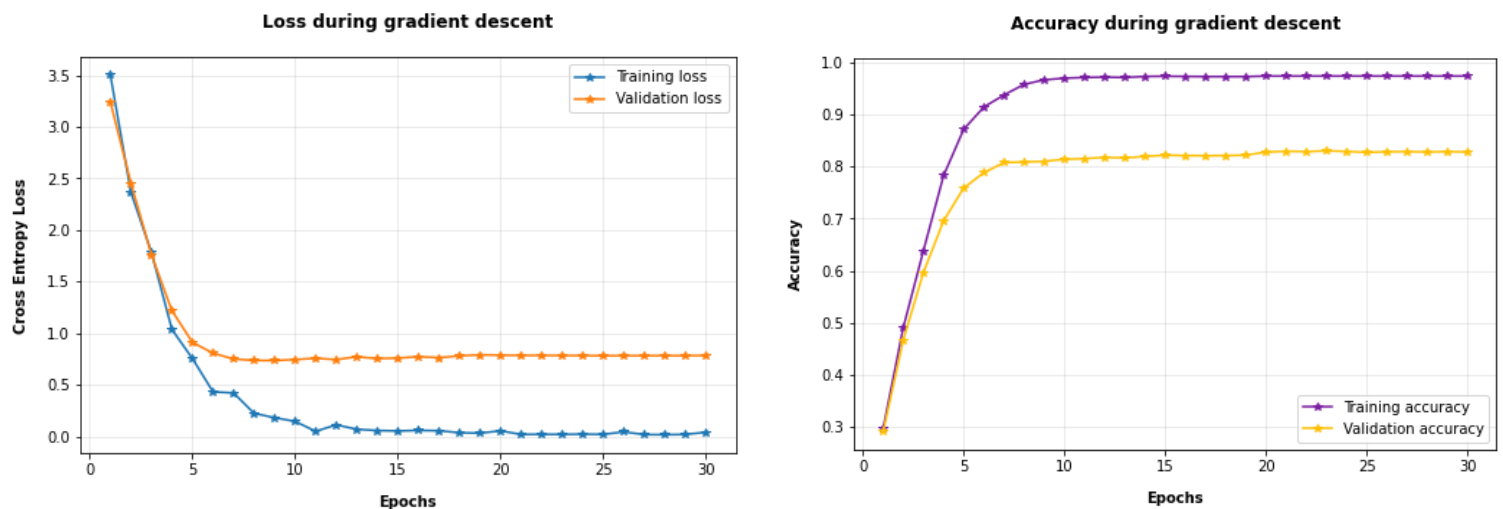 Loss during gradient descent
Cross Entropy Loss
3.5
3.0
2.5
2.0
1.5
1.0
0.5
0.0
Training loss
Validation loss
0 5 10 15 20 25 30
Epochs
Accuracy during gradient descent
Accuracy
1.0
0.9
0.8
0.7
0.6
0.5
0.4
0.3
Training accuracy
Validation accuracy
0 5 10 15 20 25 30
Epochs